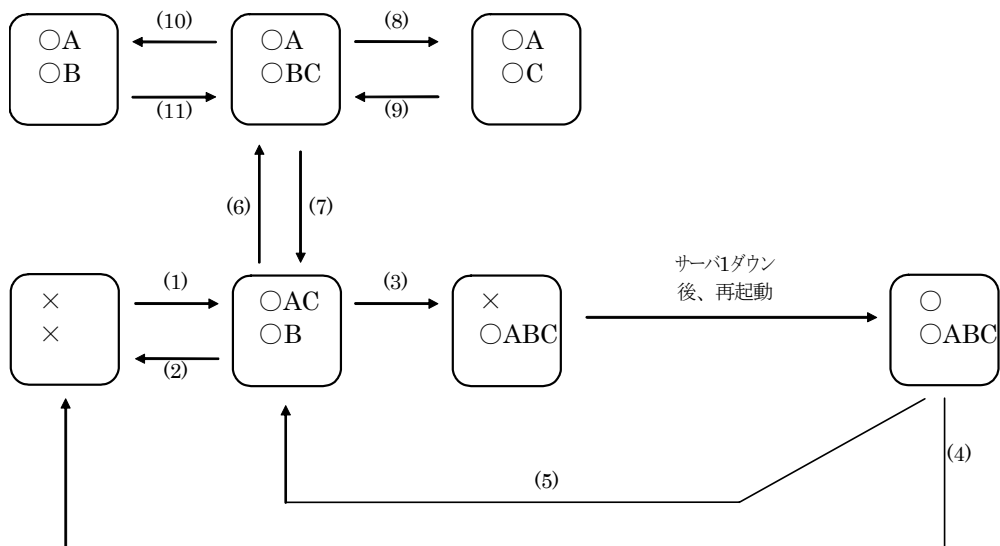 (10)
(8)
○A
○B
○A
○BC
○A
○C
(11)
(9)
(6)
(7)
(1)
(3)
サーバ1ダウン
後、再起動
×
×
○AC
○B
×
○ABC
○
○ABC
(2)
(4)
(5)